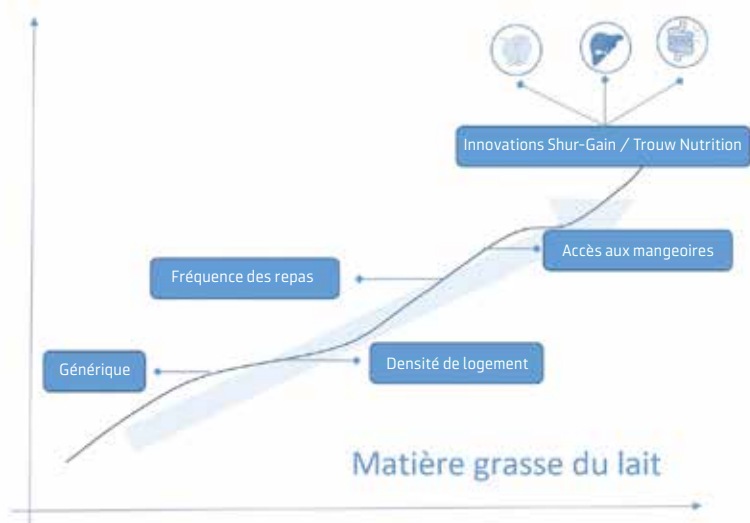 Innovations Shur-Gain / Trouw Nutrition
Accès aux mangeoires
Fréquence des repas
Densité de logement
Générique
Matière grasse du lait